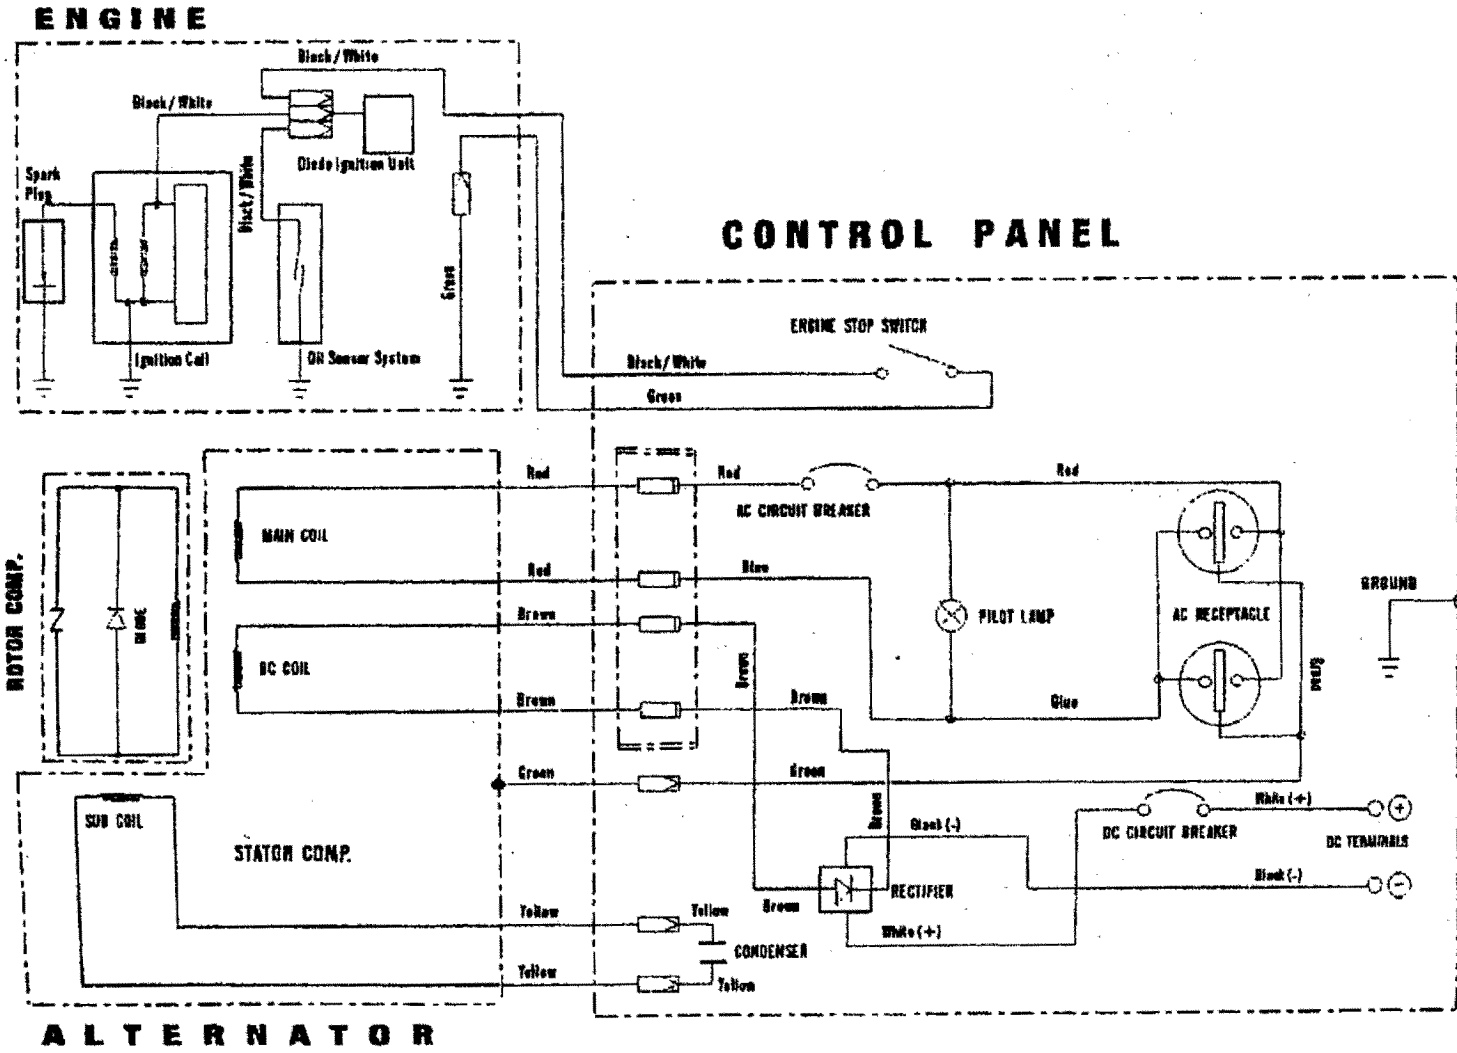 ENGINE
Black/White
Black/White
Spark
Plug
Diode Ignition Unit
Black/White
Green
Ignition Coil
Oil Sensor System
CONTROL PANEL
ENGINE STOP SWITCH
Black/White
Green
Red
Red
Red
AC CIRCUIT BREAKER
MAIN COIL
Red
Blue
ROTOR COMP.
DIODE
Brown
PILOT LAMP
AC RECEPTACLE
GROUND
DC COIL
Brown
Green
Brown
Brown
Blue
Green
Green
SUB COIL
STATOR COMP.
Brown
Black (-)
White (+)
DC CIRCUIT BREAKER
+
DC TERMINALS
RECTIFIER
Black (-)
-
Brown
Yellow
Yellow
White (+)
CONDENSER
Yellow
Yellow
ALTERNATOR